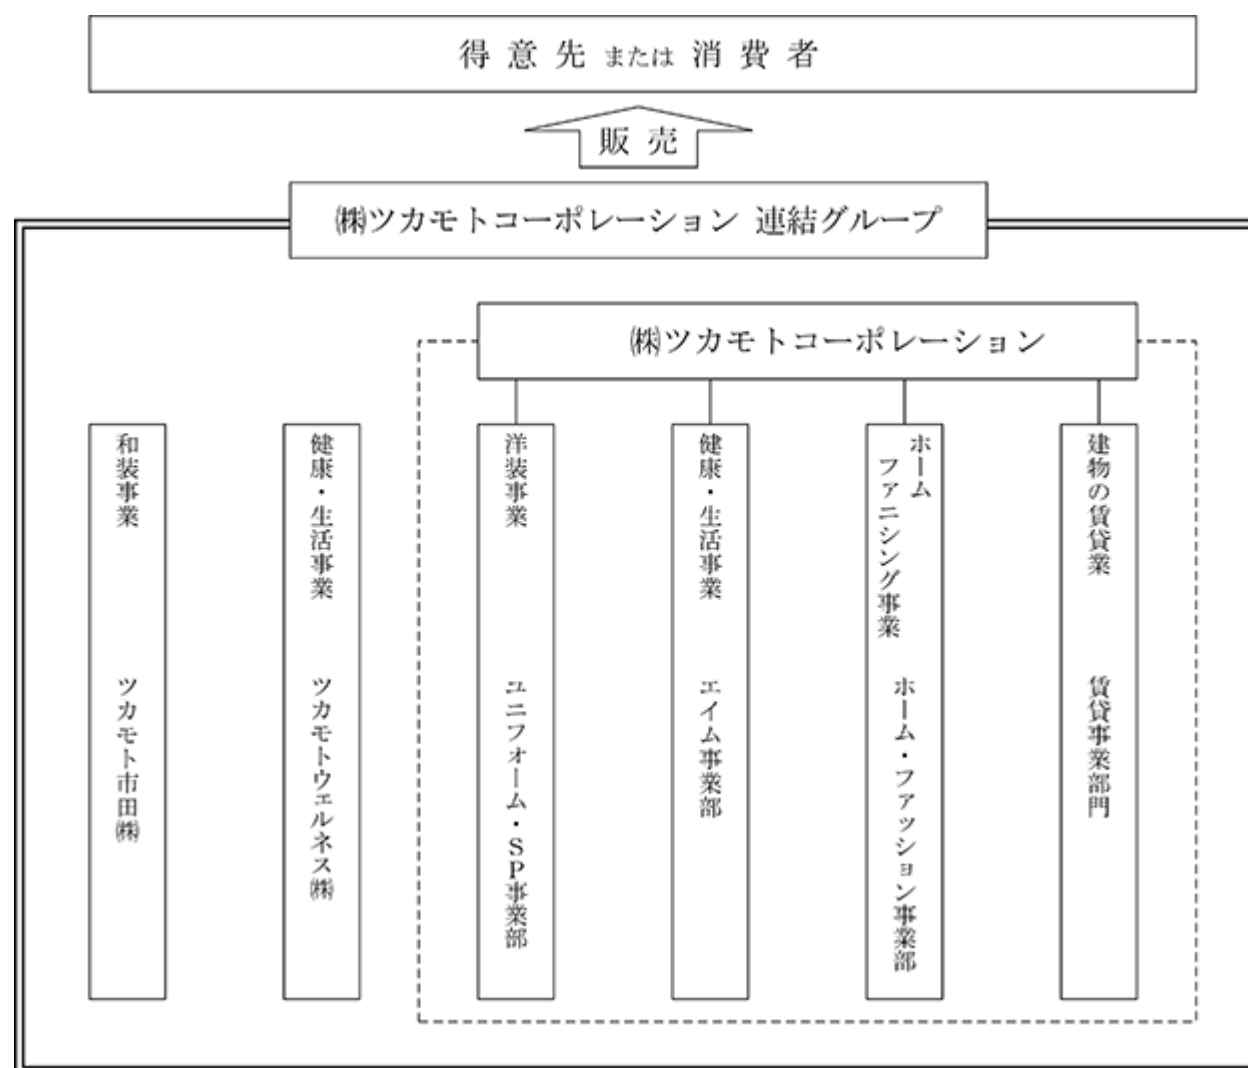 得意先または消費者
販売
㈱ツカモトコーポレーション 連結グループ
㈱ツカモトコーポレーション
和装事業 ツカモト市田㈱
健康・生活事業 ツカモトウェルネス㈱
洋装事業 ユニフォーム・SP事業部
健康・生活事業 エイム事業部
ホーム
ファニシング事業
ホーム・ファッション事業部
建物の賃貸業 賃貸事業部門